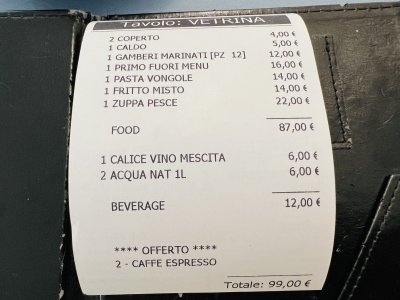 Tavolo: VETRINA
2 COPERTO 4,00 €
1 CALDO 5,00 €
1 GAMBERI MARINATI [PZ 12] 12,00 €
1 PRIMO FUORI MENU 16,00 €
1 PASTA VONGOLE 14,00 €
1 FRITTO MISTO 14,00 €
1 ZUPPA PESCE 22,00 €
FOOD 87,00 €
1 CALICE VINO MESCITA 6,00 €
2 ACQUA NAT 1L 6,00 €
BEVERAGE 12,00 €
**** OFFERTO ****
2 - CAFFE ESPRESSO
Totale: 99,00 €